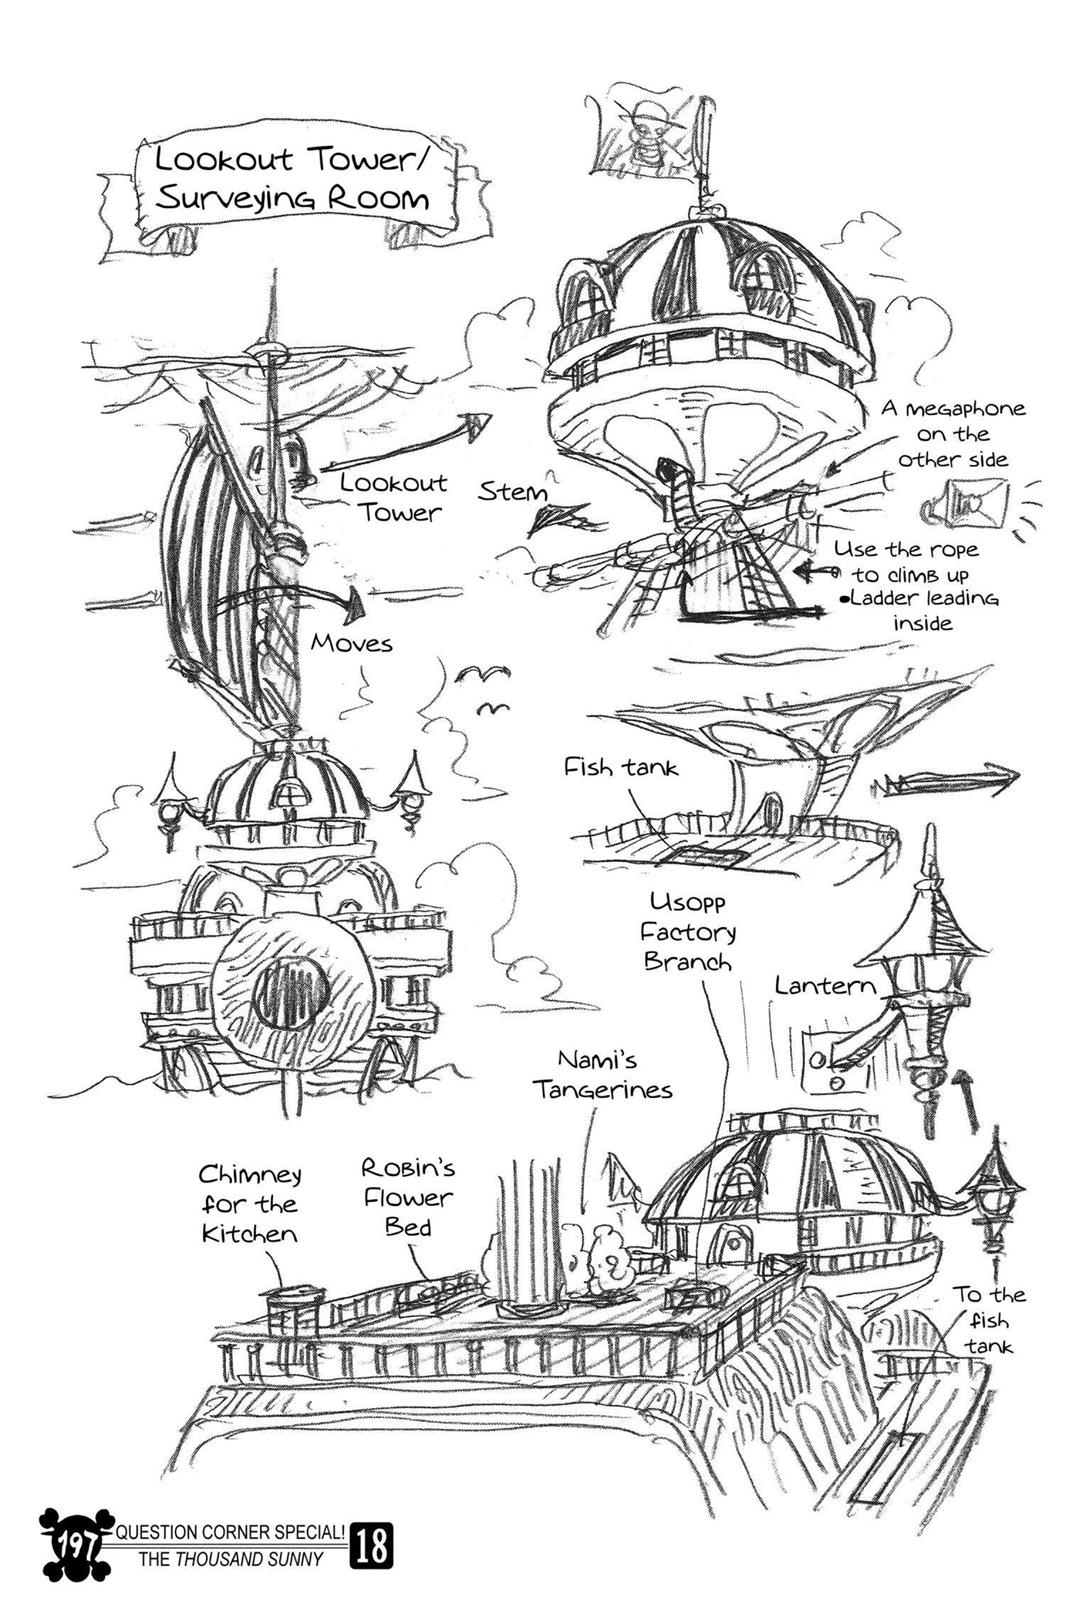 Lookout Tower/
Surveying Room
A megaphone
on the
other side
Lookout
Tower
Stem
Use the rope
to climb up
•Ladder leading
inside
Moves
Fish tank
Usopp
Factory
Branch
Lantern
Nami's
Tangerines
Chimney
for the
Kitchen
Robin's
Flower
Bed
To the
fish
tank
197
QUESTION CORNER SPECIAL!
THE THOUSAND SUNNY
18